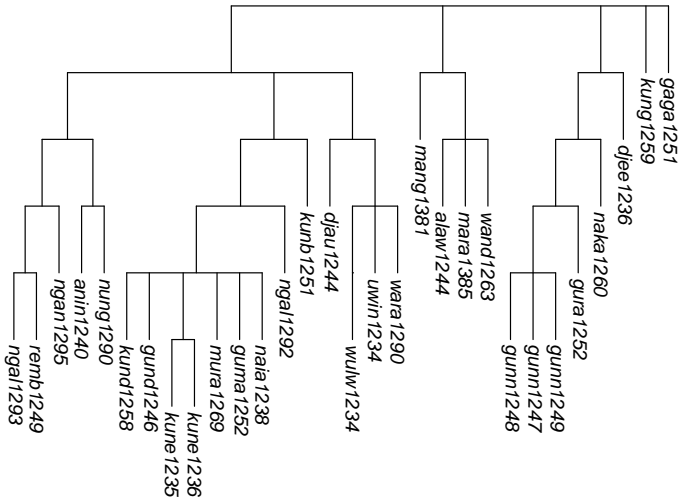 gaga1251
kung1259
djee1236
naka1260
gura1252
gunn1249
gunn1247
gunn1248
wand1263
mara1385
alaw1244
mang1381
wara1290
uwin1234
wulw1234
djau1244
kunb1251
ngal1292
naia1238
guma1252
mura1269
kune1236
kune1235
gund1246
kund1258
nung1290
anin1240
ngan1295
remb1249
ngal1293